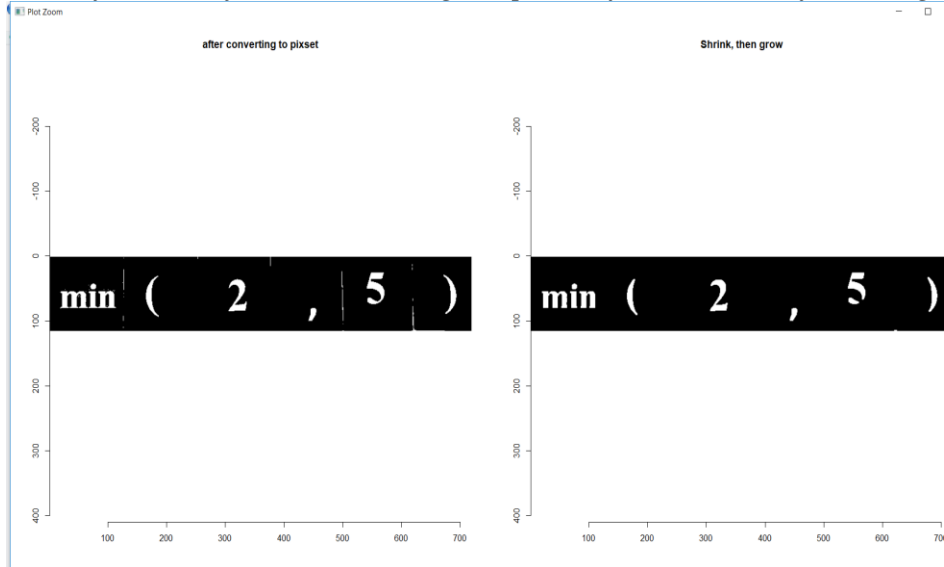 Plot Zoom
after converting to pixset
Shrink, then grow
-200
-100
0
100
200
300
400
min ( 2 , 5 )
100 200 300 400 500 600 700
-200
-100
0
100
200
300
400
min ( 2 , 5 )
100 200 300 400 500 600